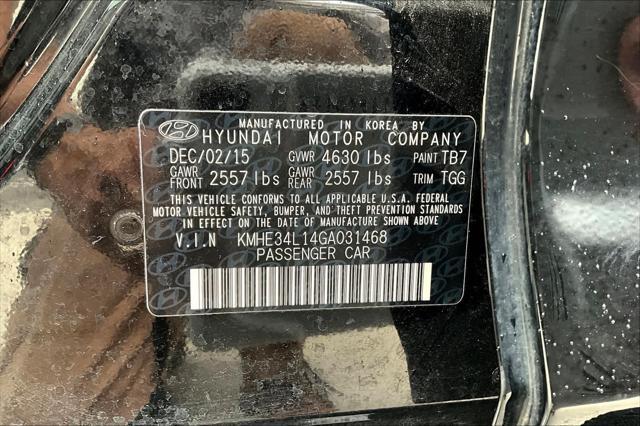 MANUFACTURED IN KOREA BY
HYUNDAI MOTOR COMPANY
DEC/02/15 GVWR 4630 lbs PAINT TB7
GAWR FRONT 2557 lbs GAWR REAR 2557 lbs TRIM TGG
THIS VEHICLE CONFORMS TO ALL APPLICABLE U.S.A. FEDERAL
MOTOR VEHICLE SAFETY, BUMPER, AND THEFT PREVENTION STANDARDS
IN EFFECT ON THE DATE OF MANUFACTURE SHOWN ABOVE.
V.I.N KMHE34L14GA031468
PASSENGER CAR